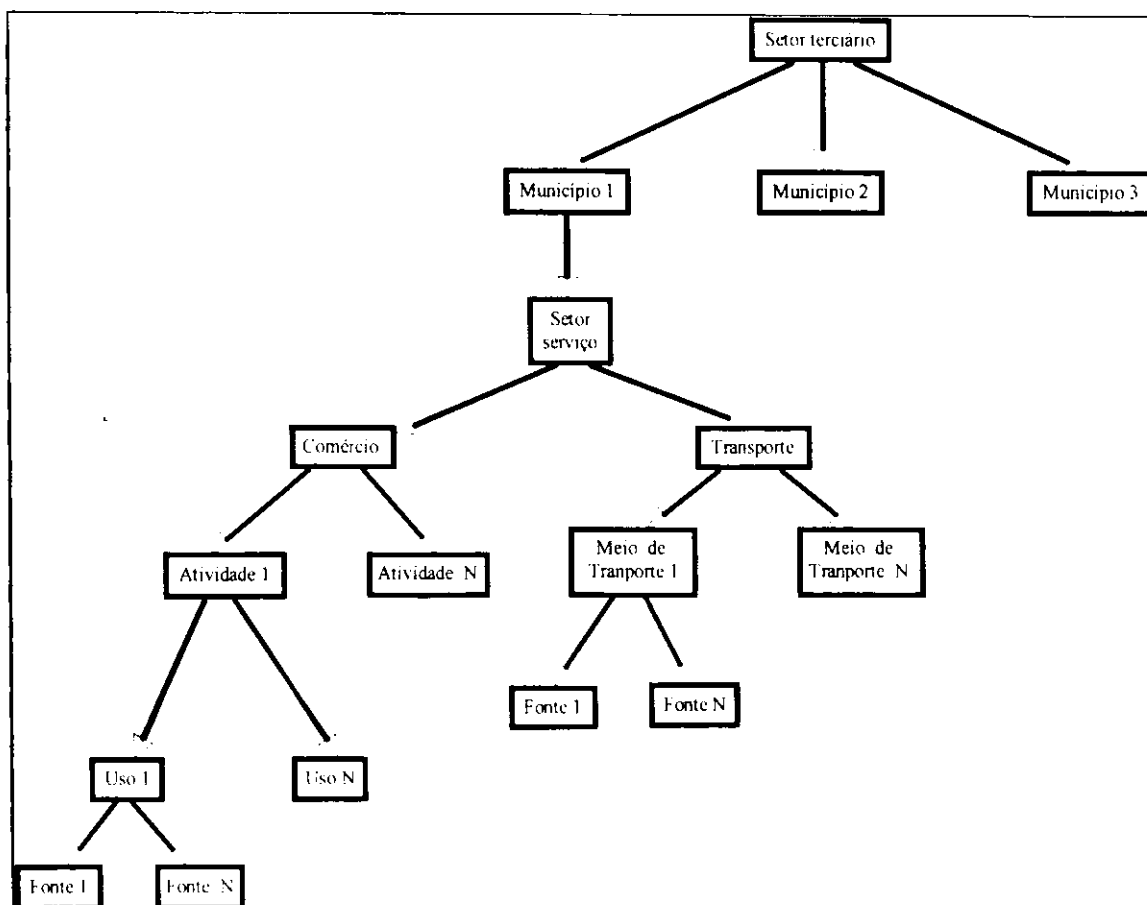 Setor terciário
Município 1
Município 2
Município 3
Setor
serviço
Comércio
Transporte
Atividade 1
Atividade N
Meio de
Tranporte 1
Meio de
Tranporte N
Fonte 1
Fonte N
Uso 1
Uso N
Fonte 1
Fonte N